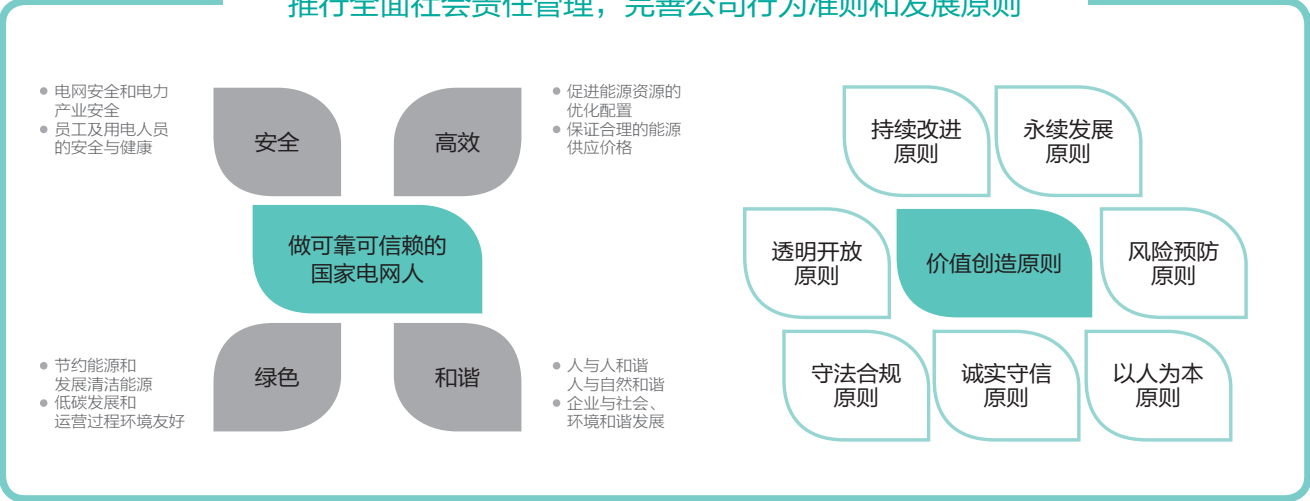 推行全面社会责任管理，完善公司行为准则和发展原则
电网安全和电力
产业安全
员工及用电人员
的安全与健康
安全
高效
促进能源资源的
优化配置
保证合理的能源
供应价格
做可靠可信赖的
国家电网人
节约能源和
发展清洁能源
低碳发展和
运营过程环境友好
绿色
和谐
人与人和谐
人与自然和谐
企业与社会、
环境和谐发展
持续改进
原则
永续发展
原则
透明开放
原则
价值创造原则
风险预防
原则
守法合规
原则
诚实守信
原则
以人为本
原则